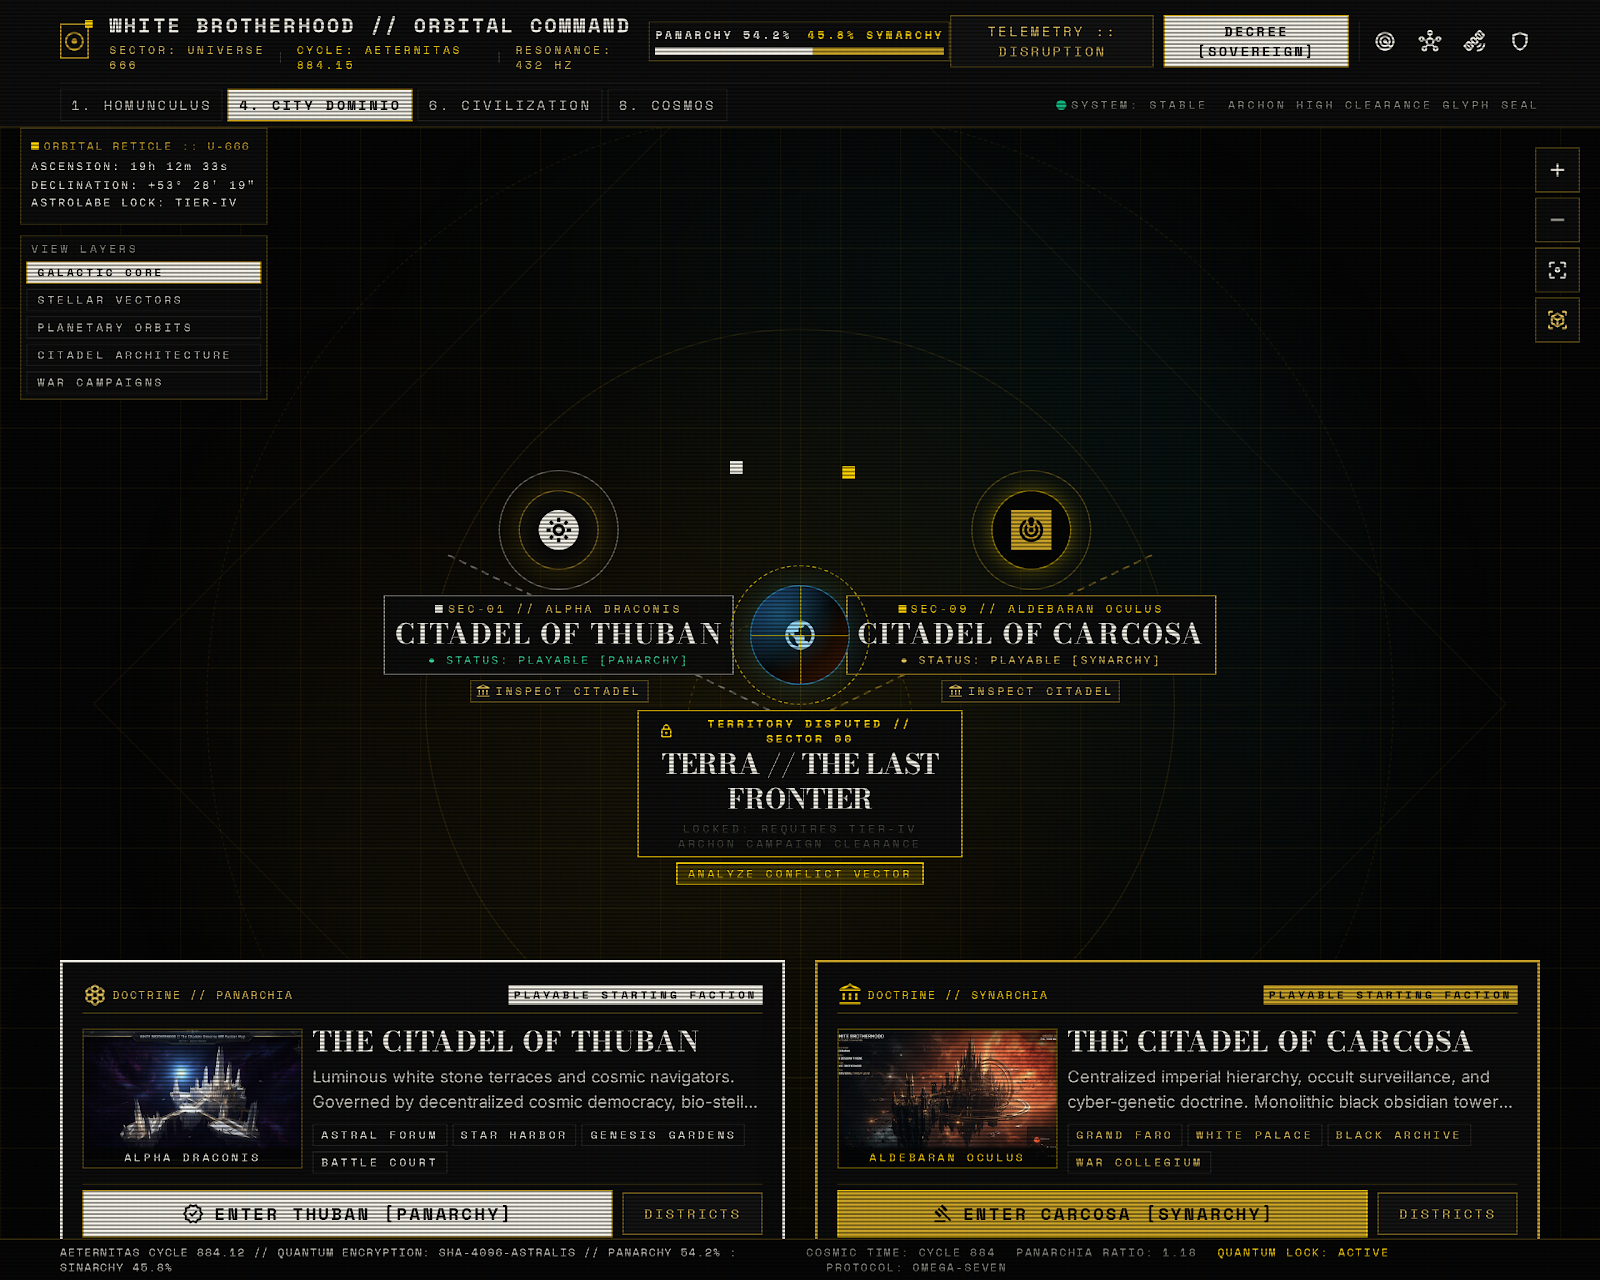 WHITE BROTHERHOOD // ORBITAL COMMAND
SECTOR: UNIVERSE 666
CYCLE: AETERNITAS 884.15
RESONANCE: 432 HZ
PANARCHY 54.2% 45.8% SYNARCHY
TELEMETRY :: DISRUPTION
DECREE [SOVEREIGN]
1. HOMUNCULUS
4. CITY DOMINIO
6. CIVILIZATION
8. COSMOS
SYSTEM: STABLE
ARCHON HIGH CLEARANCE GLYPH SEAL
ORBITAL RETICLE :: U-666
ASCENSION: 19h 12m 33s
DECLINATION: +53° 28' 19"
ASTROLABE LOCK: TIER-IV
VIEW LAYERS
GALACTIC CORE
STELLAR VECTORS
PLANETARY ORBITS
CITADEL ARCHITECTURE
WAR CAMPAIGNS
SEC-01 // ALPHA DRACONIS
CITADEL OF THUBAN
STATUS: PLAYABLE [PANARCHY]
INSPECT CITADEL
SEC-09 // ALDEBARAN OCULUS
CITADEL OF CARCOSA
STATUS: PLAYABLE [SYNARCHY]
INSPECT CITADEL
TERRITORY DISPUTED //
SECTOR 00
TERRA // THE LAST
FRONTIER
LOCKED: REQUIRES TIER-IV
ARCHON CAMPAIGN CLEARANCE
ANALYZE CONFLICT VECTOR
DOCTRINE // PANARCHIA
PLAYABLE STARTING FACTION
ALPHA DRACONIS
THE CITADEL OF THUBAN
Luminous white stone terraces and cosmic navigators.
Governed by decentralized cosmic democracy, bio-stell...
ASTRAL FORUM
STAR HARBOR
GENESIS GARDENS
BATTLE COURT
ENTER THUBAN [PANARCHY]
DISTRICTS
DOCTRINE // SYNARCHIA
PLAYABLE STARTING FACTION
ALDEBARAN OCULUS
THE CITADEL OF CARCOSA
Centralized imperial hierarchy, occult surveillance, and
cyber-genetic doctrine. Monolithic black obsidian tower...
GRAND FARO
WHITE PALACE
BLACK ARCHIVE
WAR COLLEGIUM
ENTER CARCOSA [SYNARCHY]
DISTRICTS
AETERNITAS CYCLE 884.12 // QUANTUM ENCRYPTION: SHA-4096-ASTRALIS // PANARCHY 54.2% :
SINARCHY 45.8%
COSMIC TIME: CYCLE 884
PANARCHIA RATIO: 1.18
QUANTUM LOCK: ACTIVE
PROTOCOL: OMEGA-SEVEN